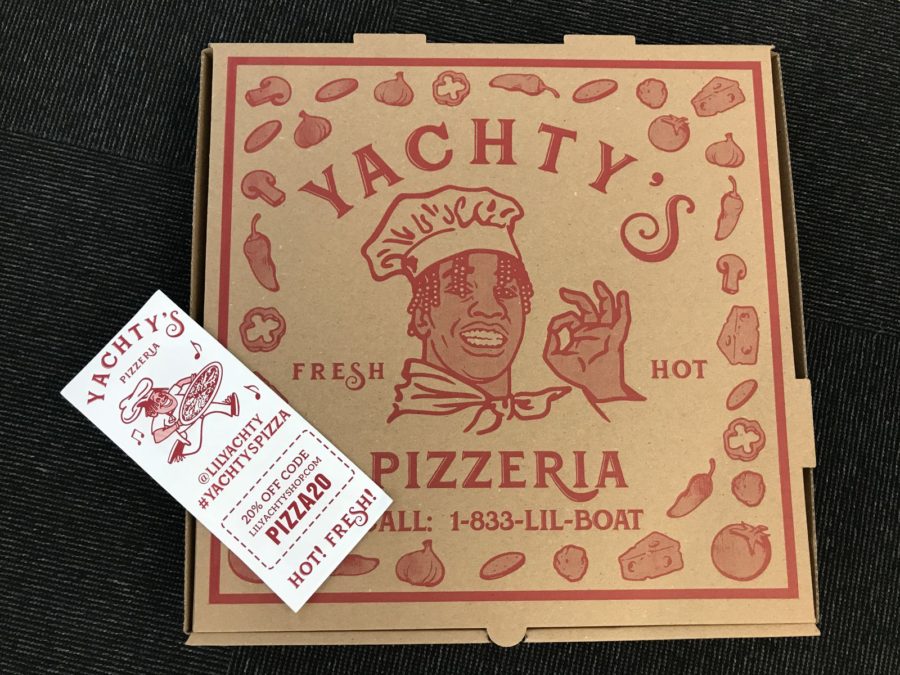 YACHTY'S
FRESH HOT
PIZZERIA
ALL: 1-833-LIL-BOAT
YACHTY'S
PIZZERIA
@LILYACHTY
#YACHTYSPIZZA
20% OFF CODE
LILYACHTYSHOP.COM
PIZZA20
HOT! FRESH!